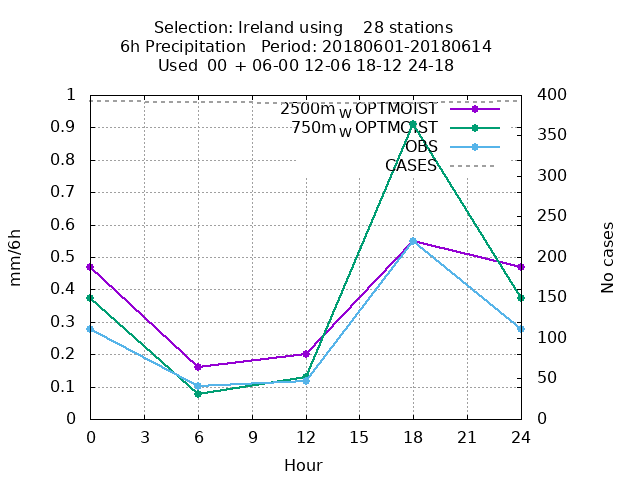 Selection: Ireland using 28 stations
6h Precipitation Period: 20180601-20180614
Used 00 + 06-00 12-06 18-12 24-18
1
0.9
0.8
0.7
0.6
0.5
0.4
0.3
0.2
0.1
0
mm/6h
400
350
300
250
200
150
100
50
0
No cases
2500m W OPTMOIST
750m W OPTMOIST
OBS
CASES
0 3 6 9 12 15 18 21 24
Hour